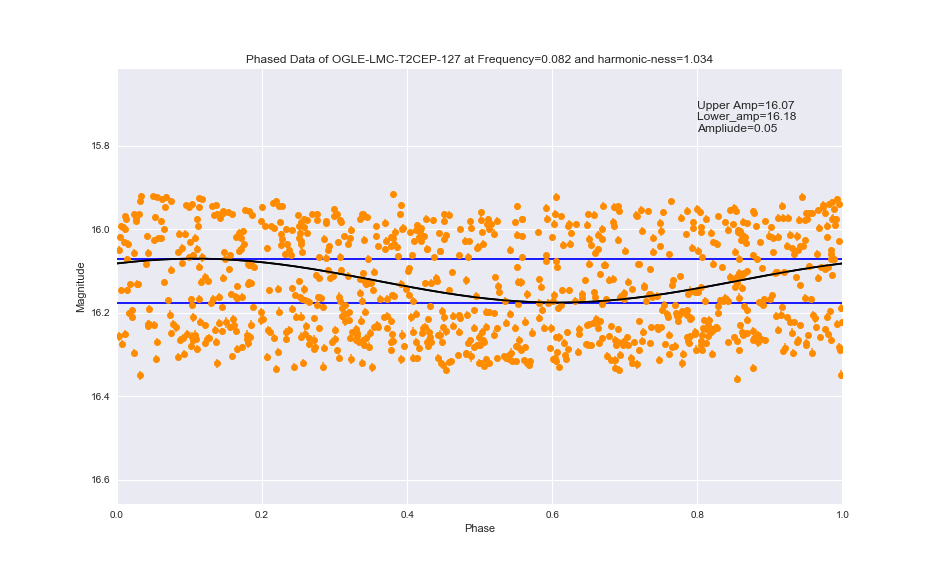 Phased Data of OGLE-LMC-T2CEP-127 at Frequency=0.082 and harmonic-ness=1.034
Upper Amp=16.07
Lower_amp=16.18
Ampliude=0.05
15.8
16.0
16.2
16.4
16.6
Magnitude
0.0
0.2
0.4
0.6
0.8
1.0
Phase